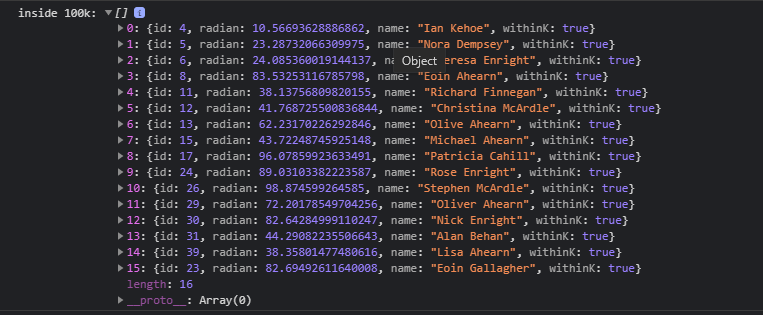 inside 100k: ▼[] i
▶0: {id: 4, radian: 10.56693628886862, name: "Ian Kehoe", withinK: true}
▶1: {id: 5, radian: 23.28732066309975, name: "Nora Dempsey", withinK: true}
▶2: {id: 6, radian: 24.085360019144137, na eresa Enright", withinK: true}
Object
▶3: {id: 8, radian: 83.53253116785798, name: "Eoin Ahearn", withinK: true}
▶4: {id: 11, radian: 38.13756809820155, name: "Richard Finnegan", withinK: true}
▶5: {id: 12, radian: 41.768725500836844, name: "Christina McArdle", withinK: true}
▶6: {id: 13, radian: 62.23170226292846, name: "Olive Ahearn", withinK: true}
▶7: {id: 15, radian: 43.72248745925148, name: "Michael Ahearn", withinK: true}
▶8: {id: 17, radian: 96.07859923633491, name: "Patricia Cahill", withinK: true}
▶9: {id: 24, radian: 89.03103382223587, name: "Rose Enright", withinK: true}
▶10: {id: 26, radian: 98.874599264585, name: "Stephen McArdle", withinK: true}
▶11: {id: 29, radian: 72.20178549704256, name: "Oliver Ahearn", withinK: true}
▶12: {id: 30, radian: 82.64284999110247, name: "Nick Enright", withinK: true}
▶13: {id: 31, radian: 44.29082235506643, name: "Alan Behan", withinK: true}
▶14: {id: 39, radian: 38.35801477480616, name: "Lisa Ahearn", withinK: true}
▶15: {id: 23, radian: 82.69492611640008, name: "Eoin Gallagher", withinK: true}
length: 16
▶__proto__: Array(0)